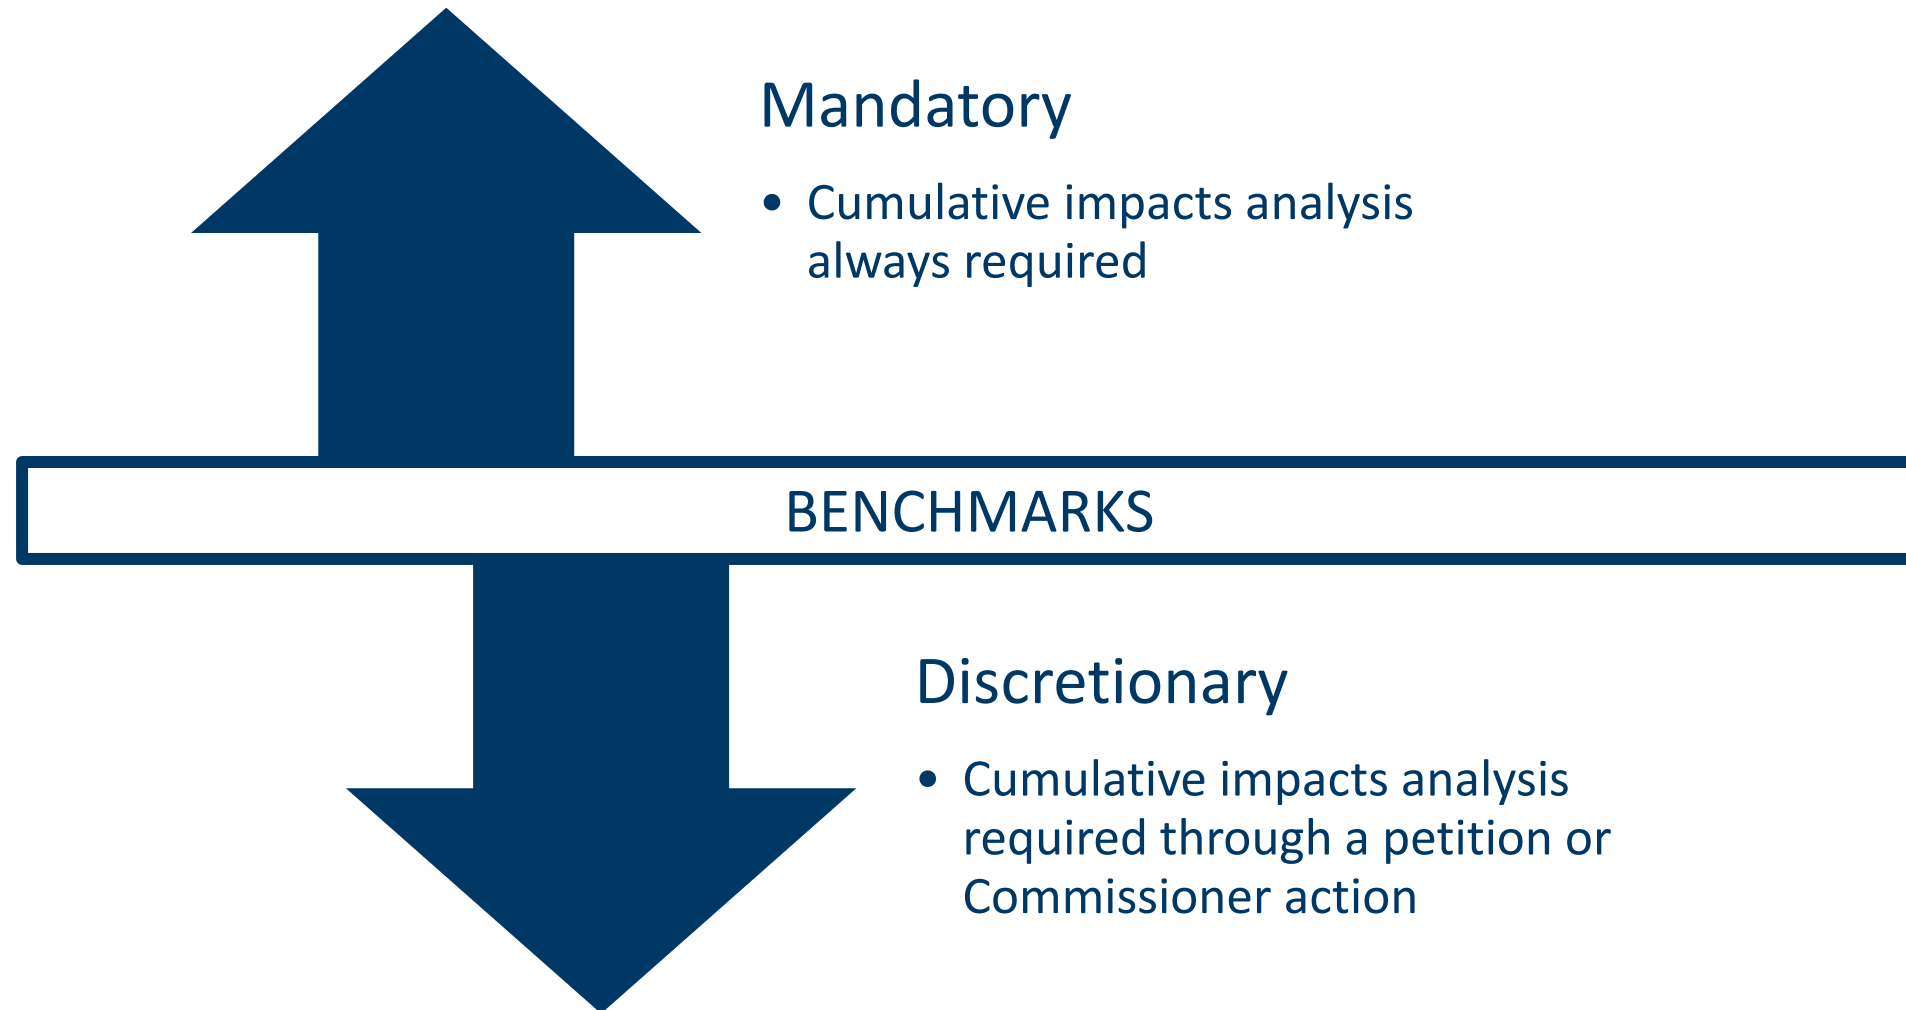 Mandatory
• Cumulative impacts analysis
always required
BENCHMARKS
Discretionary
• Cumulative impacts analysis
required through a petition or
Commissioner action